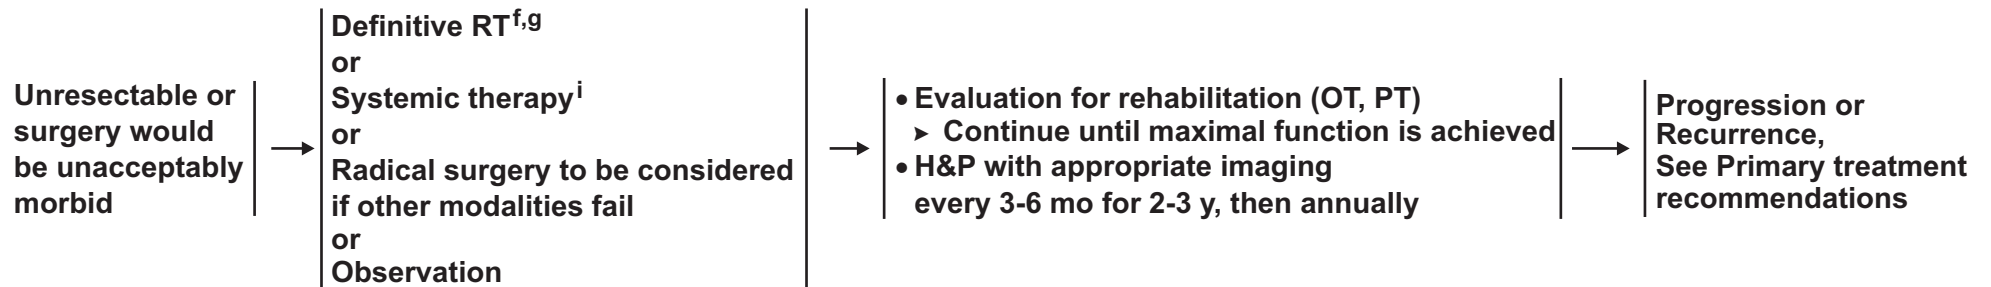 Unresectable or
surgery would
be unacceptably
morbid
Definitive RTf,g
or
Systemic therapyi
or
Radical surgery to be considered
if other modalities fail
or
Observation
• Evaluation for rehabilitation (OT, PT)
➤ Continue until maximal function is achieved
• H&P with appropriate imaging
every 3-6 mo for 2-3 y, then annually
Progression or
Recurrence,
See Primary treatment
recommendations